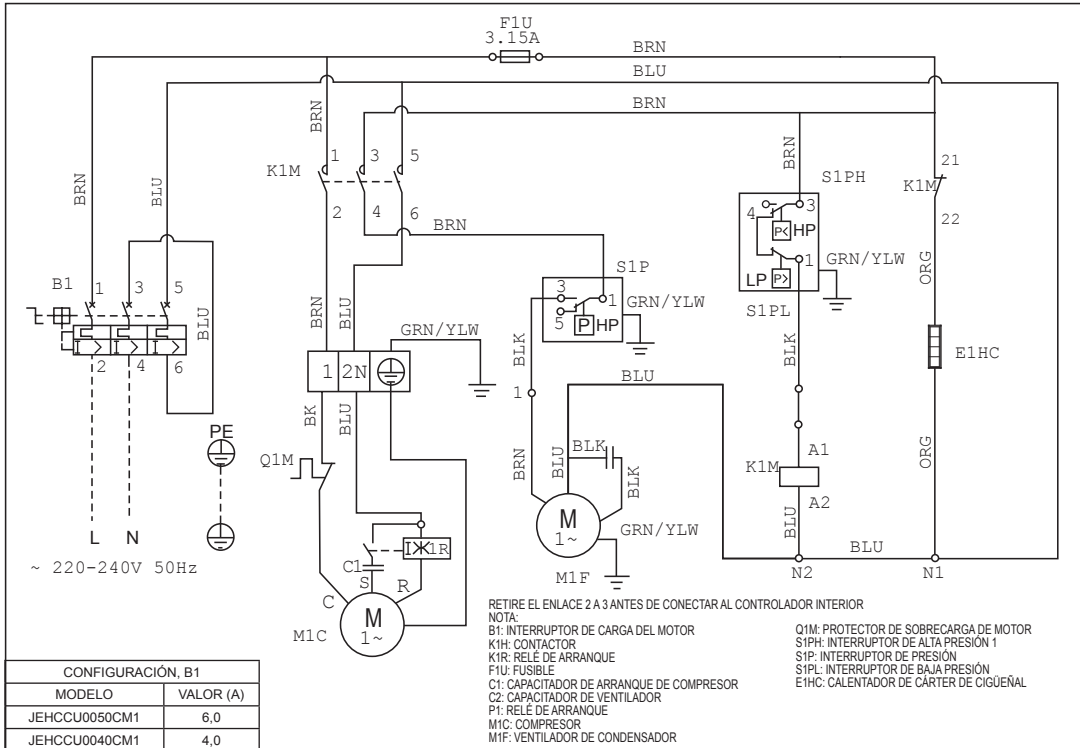 F1U
3.15A
BRN
BLU
BRN
BRN
BLU
BRN
BRN
K1M
1 3 5
2 4 6
BRN
B1
1 3 5
BLU
2 4 6
PE
L N
~ 220-240V 50Hz
BRN
BLU
GRN/YLW
1 2N
BK
BLU
Q1M
C1
I 1R
S
C
R
M
1~
M1C
S1P
3
1
5
P HP
GRN/YLW
BLK
1
BLU
BRN
BLU
BLK
BLK
M
1~
GRN/YLW
M1F
S1PH
4
3
P< HP
LP P>
1
GRN/YLW
S1PL
BLK
A1
K1M
A2
BLU
N2
BLU
N1
21
K1M
22
ORG
E1HC
ORG
RETIRE EL ENLACE 2 A 3 ANTES DE CONECTAR AL CONTROLADOR INTERIOR
NOTA:
B1: INTERRUPTOR DE CARGA DEL MOTOR
K1H: CONTACTOR
K1R: RELÉ DE ARRANQUE
F1U: FUSIBLE
C1: CAPACITADOR DE ARRANQUE DE COMPRESOR
C2: CAPACITADOR DE VENTILADOR
P1: RELÉ DE ARRANQUE
M1C: COMPRESOR
M1F: VENTILADOR DE CONDENSADOR
Q1M: PROTECTOR DE SOBRECARGA DE MOTOR
S1PH: INTERRUPTOR DE ALTA PRESIÓN 1
S1P: INTERRUPTOR DE PRESIÓN
S1PL: INTERRUPTOR DE BAJA PRESIÓN
E1HC: CALENTADOR DE CÁRTER DE CIGÜEÑAL
CONFIGURACIÓN, B1
MODELO VALOR (A)
JEHCCU0050CM1 6,0
JEHCCU0040CM1 4,0